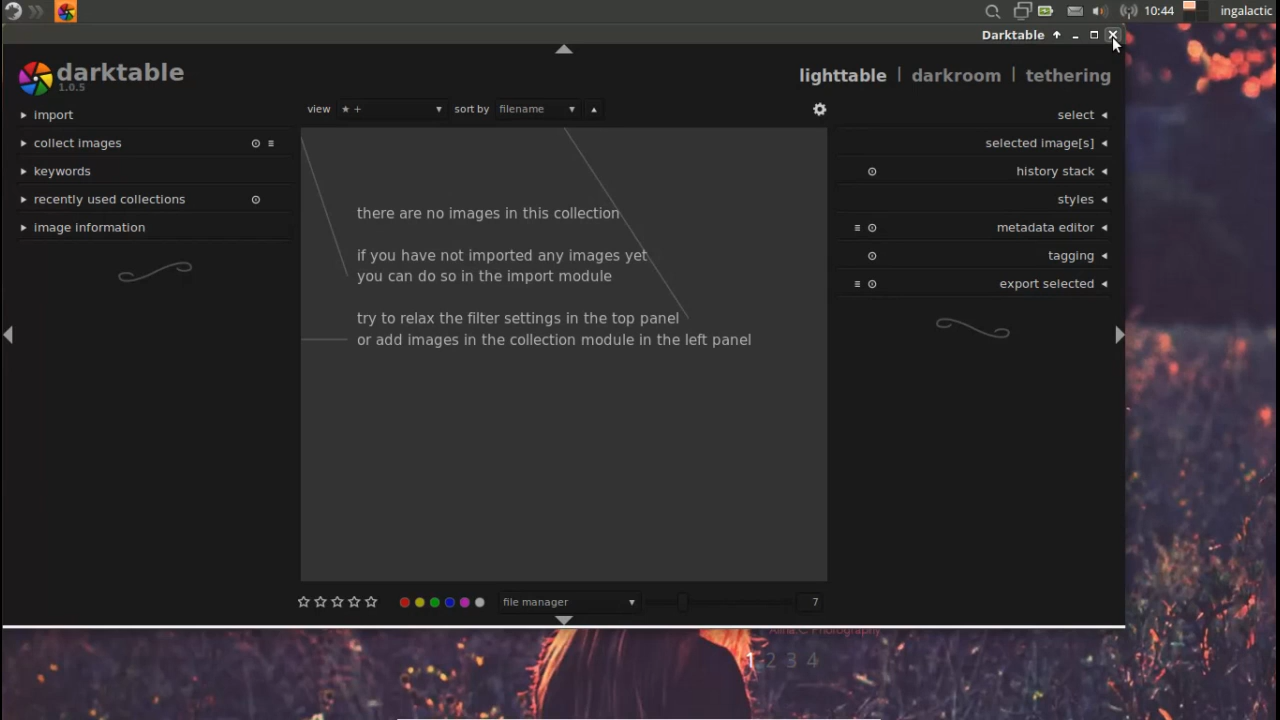 10:44 ingalactic
Darktable
darktable
1.0.5
lighttable | darkroom | tethering
import
collect images
keywords
recently used collections
image information
view ★ + sort by filename
there are no images in this collection
if you have not imported any images yet
you can do so in the import module
try to relax the filter settings in the top panel
or add images in the collection module in the left panel
select
selected image[s]
history stack
styles
metadata editor
tagging
export selected
file manager 7
Alina C Photography
1 2 3 4